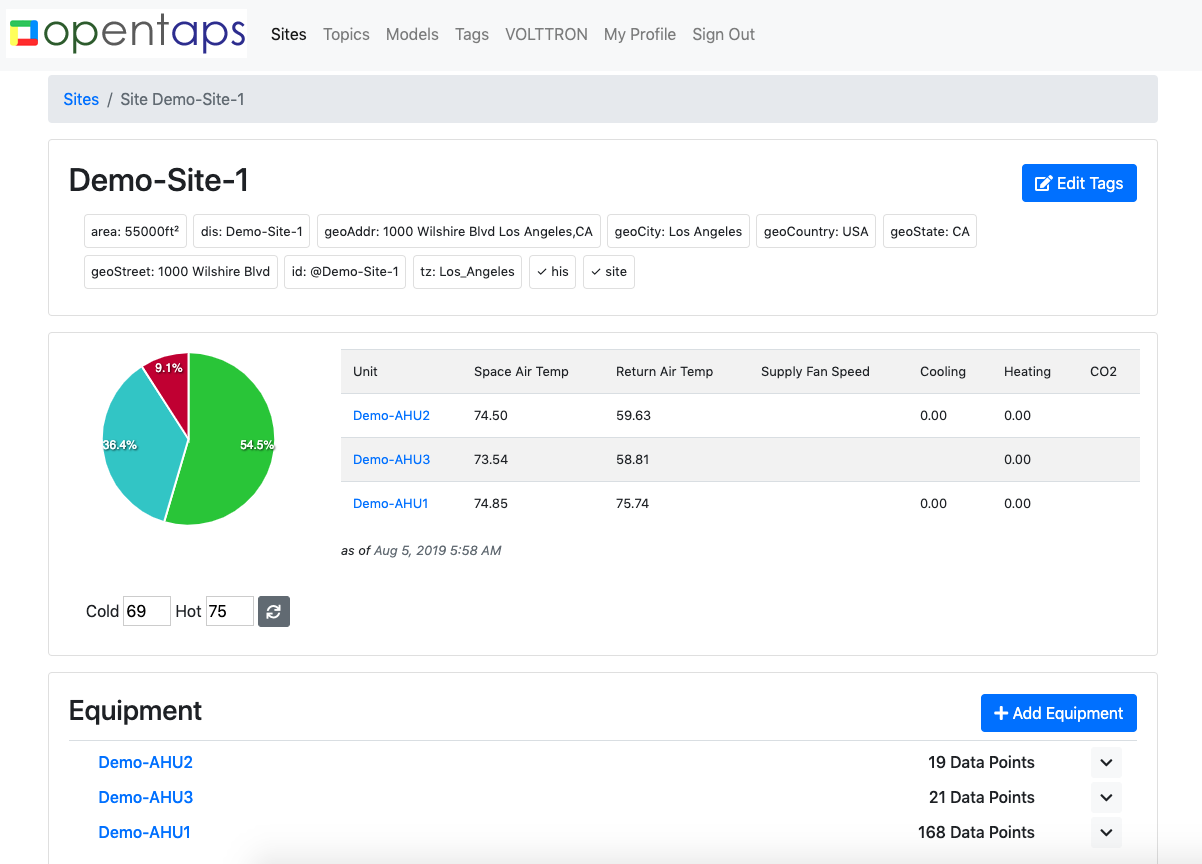 opentaps Sites Topics Models Tags VOLTTRON My Profile Sign Out
Sites / Site Demo-Site-1
Demo-Site-1
Edit Tags
area: 55000ft² dis: Demo-Site-1 geoAddr: 1000 Wilshire Blvd Los Angeles,CA geoCity: Los Angeles geoCountry: USA geoState: CA
geoStreet: 1000 Wilshire Blvd id: @Demo-Site-1 tz: Los_Angeles ✓ his ✓ site
9.1%
36.4% 54.5%
Unit Space Air Temp Return Air Temp Supply Fan Speed Cooling Heating CO2
Demo-AHU2 74.50 59.63 0.00 0.00
Demo-AHU3 73.54 58.81 0.00
Demo-AHU1 74.85 75.74 0.00 0.00
as of Aug 5, 2019 5:58 AM
Cold 69 Hot 75
Equipment
+ Add Equipment
Demo-AHU2 19 Data Points
Demo-AHU3 21 Data Points
Demo-AHU1 168 Data Points